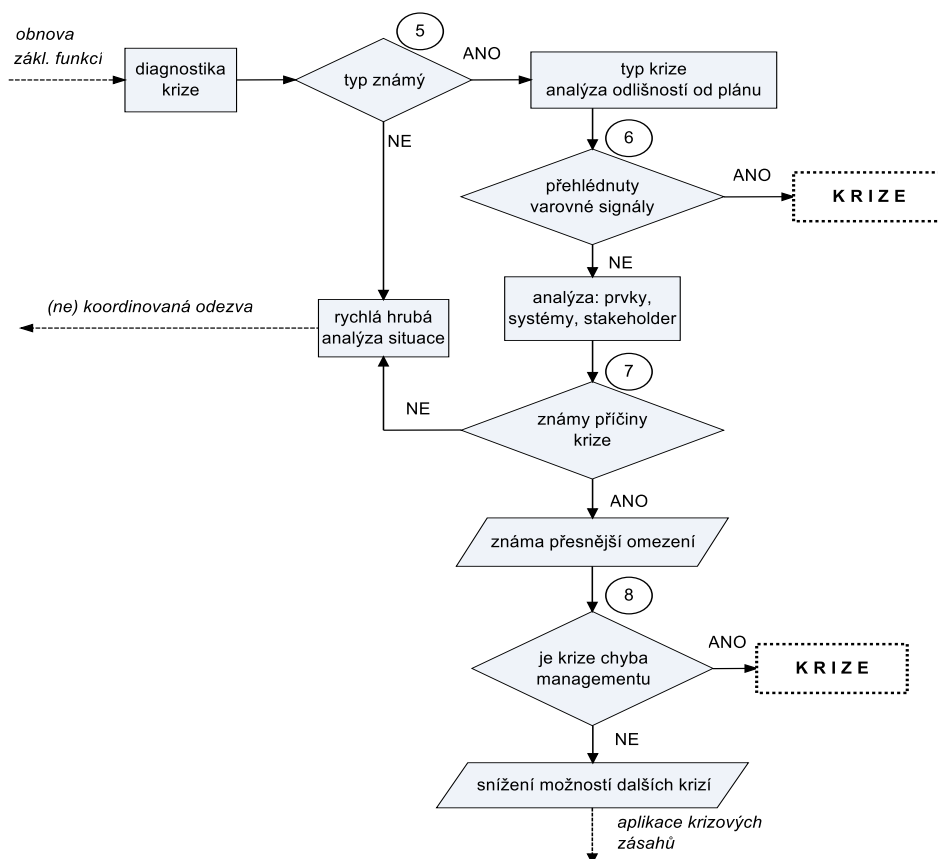 obnova
zákl. funkcí
diagnostika
krize
5
typ známý
ANO
typ krize
analýza odlišností od plánu
NE
6
přehlédnuty
varovné signály
ANO
KRIZE
NE
(ne) koordinovaná odezva
rychlá hrubá
analýza situace
analýza: prvky,
systémy, stakeholder
7
NE
známy příčiny
krize
ANO
známa přesnější omezení
8
je krize chyba
managementu
ANO
KRIZE
NE
snížení možností dalších krizí
aplikace krizových
zásahů